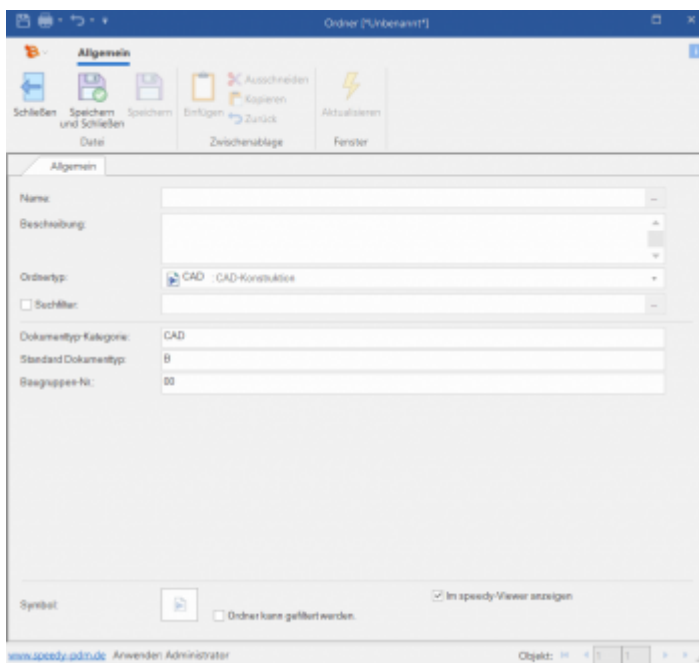 Ordner [*Unbenannt*]
Allgemein
Schließen
Speichern und Schließen
Speichern
Einfügen
Ausschneiden
Kopieren
Zurück
Aktualisieren
Datei
Zwischenablage
Fenster
Allgemein
Name:
...
Beschreibung:
Ordnertyp:
CAD : CAD-Konstruktion
Suchfilter:
...
Dokumenttyp-Kategorie:
CAD
Standard Dokumenttyp:
B
Baugruppen-Nr.:
00
Symbol:
Ordner kann gefiltert werden.
Im speedy-Viewer anzeigen
www.speedy-pdm.de Anwender: Administrator
Objekt: 1 1